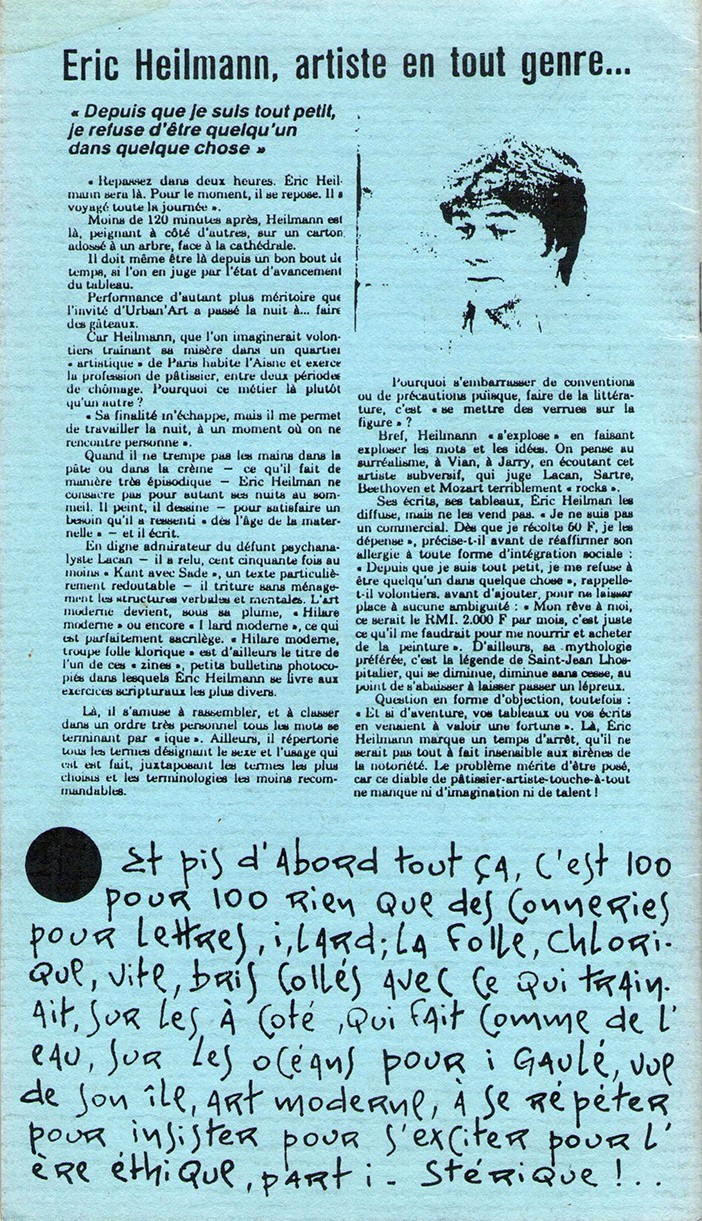 Eric Heilmann, artiste en tout genre...
« Depuis que je suis tout petit,
je refuse d'être quelqu'un
dans quelque chose »
« Repassez dans deux heures. Éric Heil-
mann sera là. Pour le moment, il se repose. Il a
voyagé toute la journée ».
Moins de 120 minutes après, Heilmann est
là, peignant à côté d'autres, sur un carton
adossé à un arbre, face à la cathédrale.
Il doit même être là depuis un bon bout de
temps, si l'on en juge par l'état d'avancement
du tableau.
Performance d'autant plus méritoire que
l'invité d'Urban'Art a passé la nuit à... faire
des gâteaux.
Car Heilmann, que l'on imaginerait volon-
tiers trainant sa misère dans un quartier
« artistique » de Paris habite l'Aisne et exerce
la profession de pâtissier, entre deux périodes
de chômage. Pourquoi ce métier là plutôt
qu'un autre ?
« Sa finalité m'échappe, mais il me permet
de travailler la nuit, à un moment où on ne
rencontre personne ».
Quand il ne trempe pas les mains dans la
pâte ou dans la crème — ce qu'il fait de
manière très épisodique — Eric Heilman ne
consacre pas pour autant ses nuits au som-
meil. Il peint, il dessine — pour satisfaire un
besoin qu'il a ressenti « dès l'âge de la mater-
nelle » — et il écrit.
En digne admirateur du défunt psychana-
lyste Lacan — il a relu, cent cinquante fois au
moins « Kant avec Sade », un texte particuliè-
rement redoutable — il triture sans ménage-
ment les structures verbales et mentales. L'art
moderne devient, sous sa plume, « Hilare
moderne » ou encore « I lard moderne », ce qui
est parfaitement sacrilège. « Hilare moderne,
troupe folle klorique » est d'ailleurs le titre de
l'un de ces « zines », petits bulletins photoco-
piés dans lesquels Éric Heilmann se livre aux
exercices scripturaux les plus divers.
Là, il s'amuse à rassembler, et à classer
dans un ordre très personnel tous les mots se
terminant par « ique ». Ailleurs, il répertorie
tous les termes désignant le sexe et l'usage qui
est est fait, juxtaposant les termes les plus
choisis et les terminologies les moins recom-
mandables.
Pourquoi s'embarrasser de conventions
ou de précautions puisque, faire de la littéra-
ture, c'est « se mettre des verrues sur la
figure » ?
Bref, Heilmann « s'explose » en faisant
exploser les mots et les idées. On pense au
surréalisme, à Vian, à Jarry, en écoutant cet
artiste subversif, qui juge Lacan, Sartre,
Beethoven et Mozart terriblement « rocks ».
Ses écrits, ses tableaux, Éric Heilman les
diffuse, mais ne les vend pas. « Je ne suis pas
un commercial. Dès que je récolte 60 F, je les
dépense », précise-t-il avant de réaffirmer son
allergie à toute forme d'intégration sociale :
« Depuis que je suis tout petit, je me refuse à
être quelqu'un dans quelque chose », rappelle-
t-il volontiers. avant d'ajouter, pour ne laisser
place à aucune ambiguité : « Mon rêve à moi,
ce serait le RMI. 2.000 F par mois, c'est juste
ce qu'il me faudrait pour me nourrir et acheter
de la peinture ». D'ailleurs, sa mythologie
préférée, c'est la légende de Saint-Jean Lhos-
pitalier, qui se diminue, diminue sans cesse, au
point de s'abaisser à laisser passer un lépreux.
Question en forme d'objection, toutefois :
« Et si d'aventure, vos tableaux ou vos écrits
en venaient à valoir une fortune ». Là, Éric
Heilmann marque un temps d'arrêt, qu'il ne
serait pas tout à fait insensible aux sirènes de
la notoriété. Le problème mérite d'être posé,
car ce diable de pâtissier-artiste-touche-à-tout
ne manque ni d'imagination ni de talent !
Et pis d'Abord tout ÇA, C'est 100
pour 100 rien que des Conneries
pour Lettres, i, LArd; LA Folle, Chlori-
que, vite, bris Collés avec Ce qui train-
Ait, sur les À Coté, qui fait Comme de l'
eau, sur les océans pour i Gaulé, vue
de son île, Art moderne, À se répéter
pour insister pour s'exciter pour l'
ère éthique, part i - stérique !..